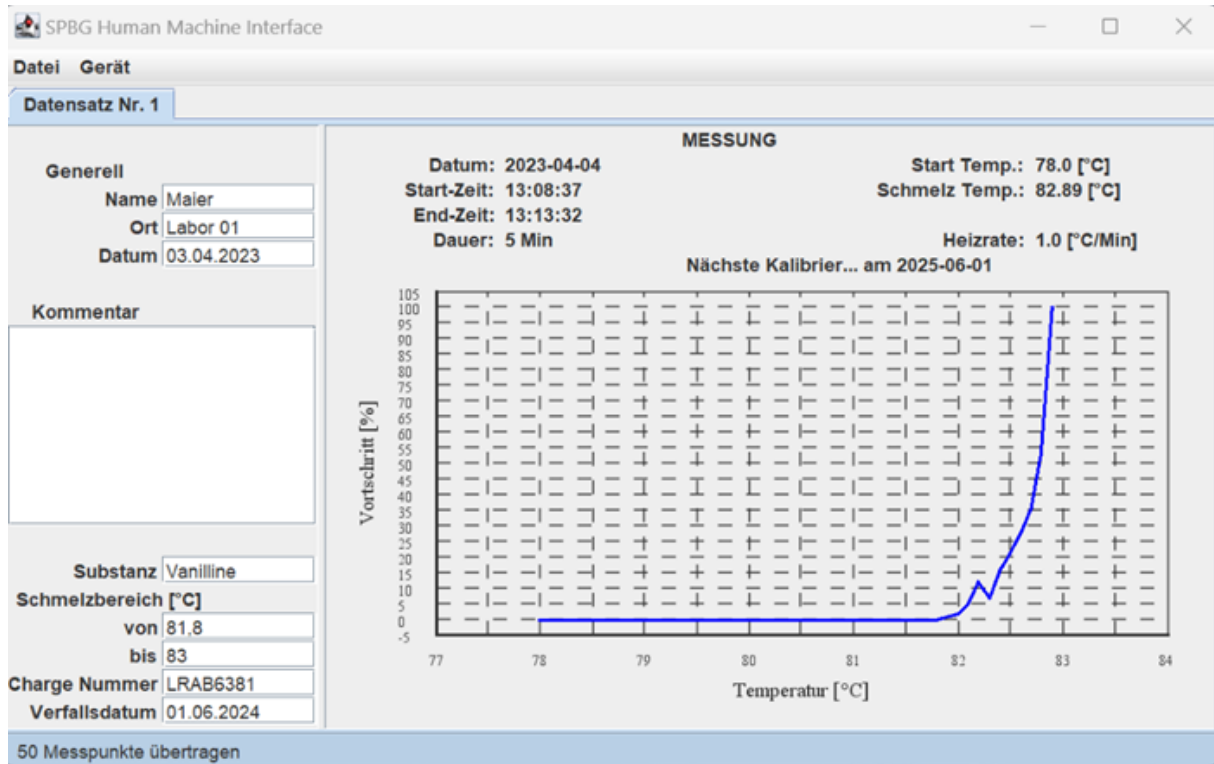 SPBG Human Machine Interface
Datei Gerät
Datensatz Nr. 1
Generell
Name Maier
Ort Labor 01
Datum 03.04.2023
Kommentar
Substanz Vanilline
Schmelzbereich [°C]
von 81,8
bis 83
Charge Nummer LRAB6381
Verfallsdatum 01.06.2024
MESSUNG
Datum: 2023-04-04
Start-Zeit: 13:08:37
End-Zeit: 13:13:32
Dauer: 5 Min
Start Temp.: 78.0 [°C]
Schmelz Temp.: 82.89 [°C]
Heizrate: 1.0 [°C/Min]
Nächste Kalibrier... am 2025-06-01
Vortschritt [%]
105
100
95
90
85
80
75
70
65
60
55
50
45
40
35
30
25
20
15
10
5
0
-5
77 78 79 80 81 82 83 84
Temperatur [°C]
50 Messpunkte übertragen